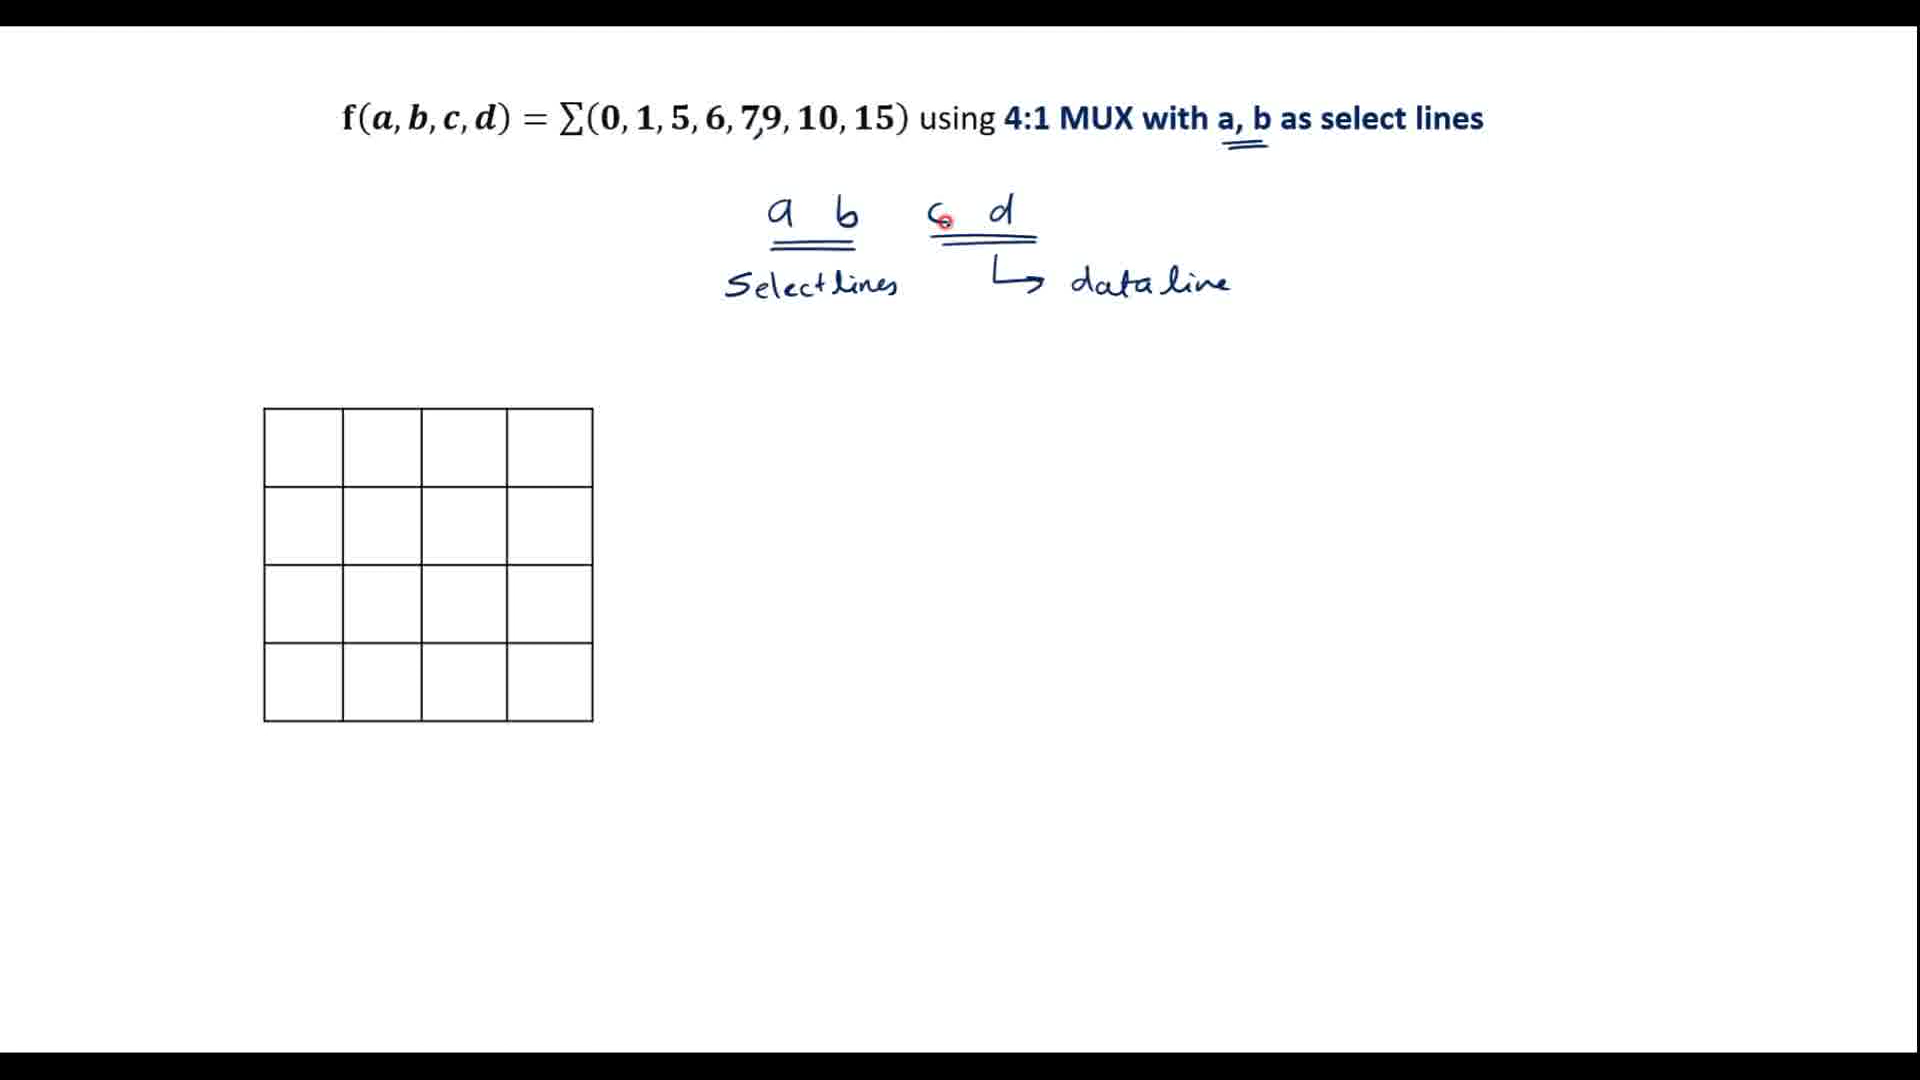 f(a, b, c, d) = ∑(0, 1, 5, 6, 7,9, 10, 15) using 4:1 MUX with a, b as select lines
a b c d
Select lines ↳ data line